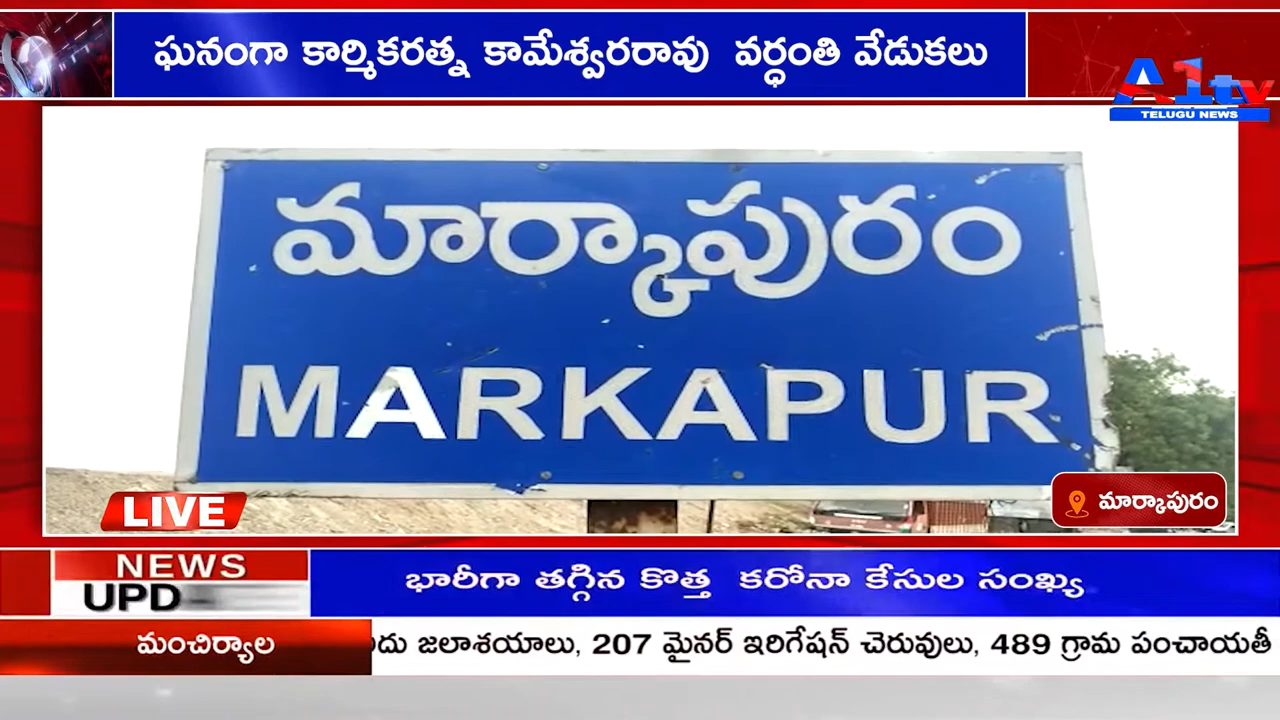 ఘనంగా కార్మికరత్న కామేశ్వరరావు వర్ధంతి వేడుకలు
A1tv
TELUGU NEWS
మార్కాపురం
MARKAPUR
LIVE
మార్కాపురం
NEWS
UPD
భారీగా తగ్గిన కొత్త కరోనా కేసుల సంఖ్య
మంచిర్యాల
జలాశయాలు, 207 మైనర్ ఇరిగేషన్ చెరువులు, 489 గ్రామ పంచాయతీ